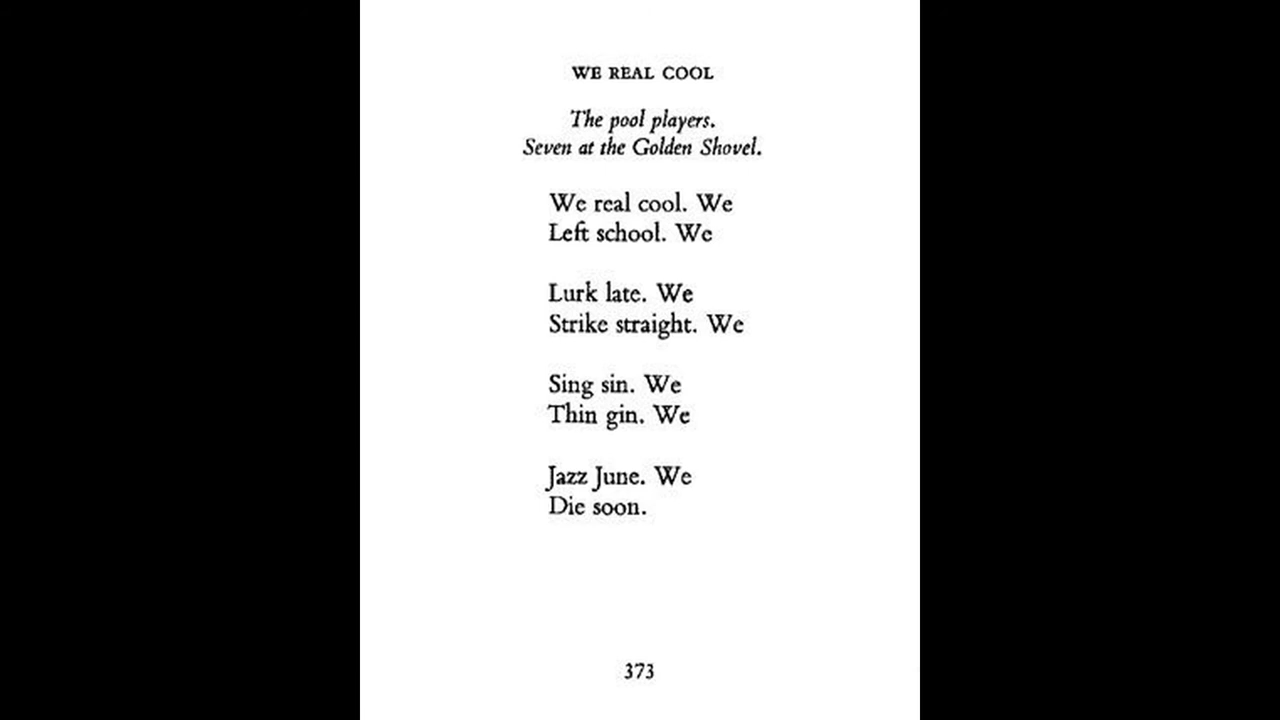 WE REAL COOL
The pool players.
Seven at the Golden Shovel.
We real cool. We
Left school. We
Lurk late. We
Strike straight. We
Sing sin. We
Thin gin. We
Jazz June. We
Die soon.
373